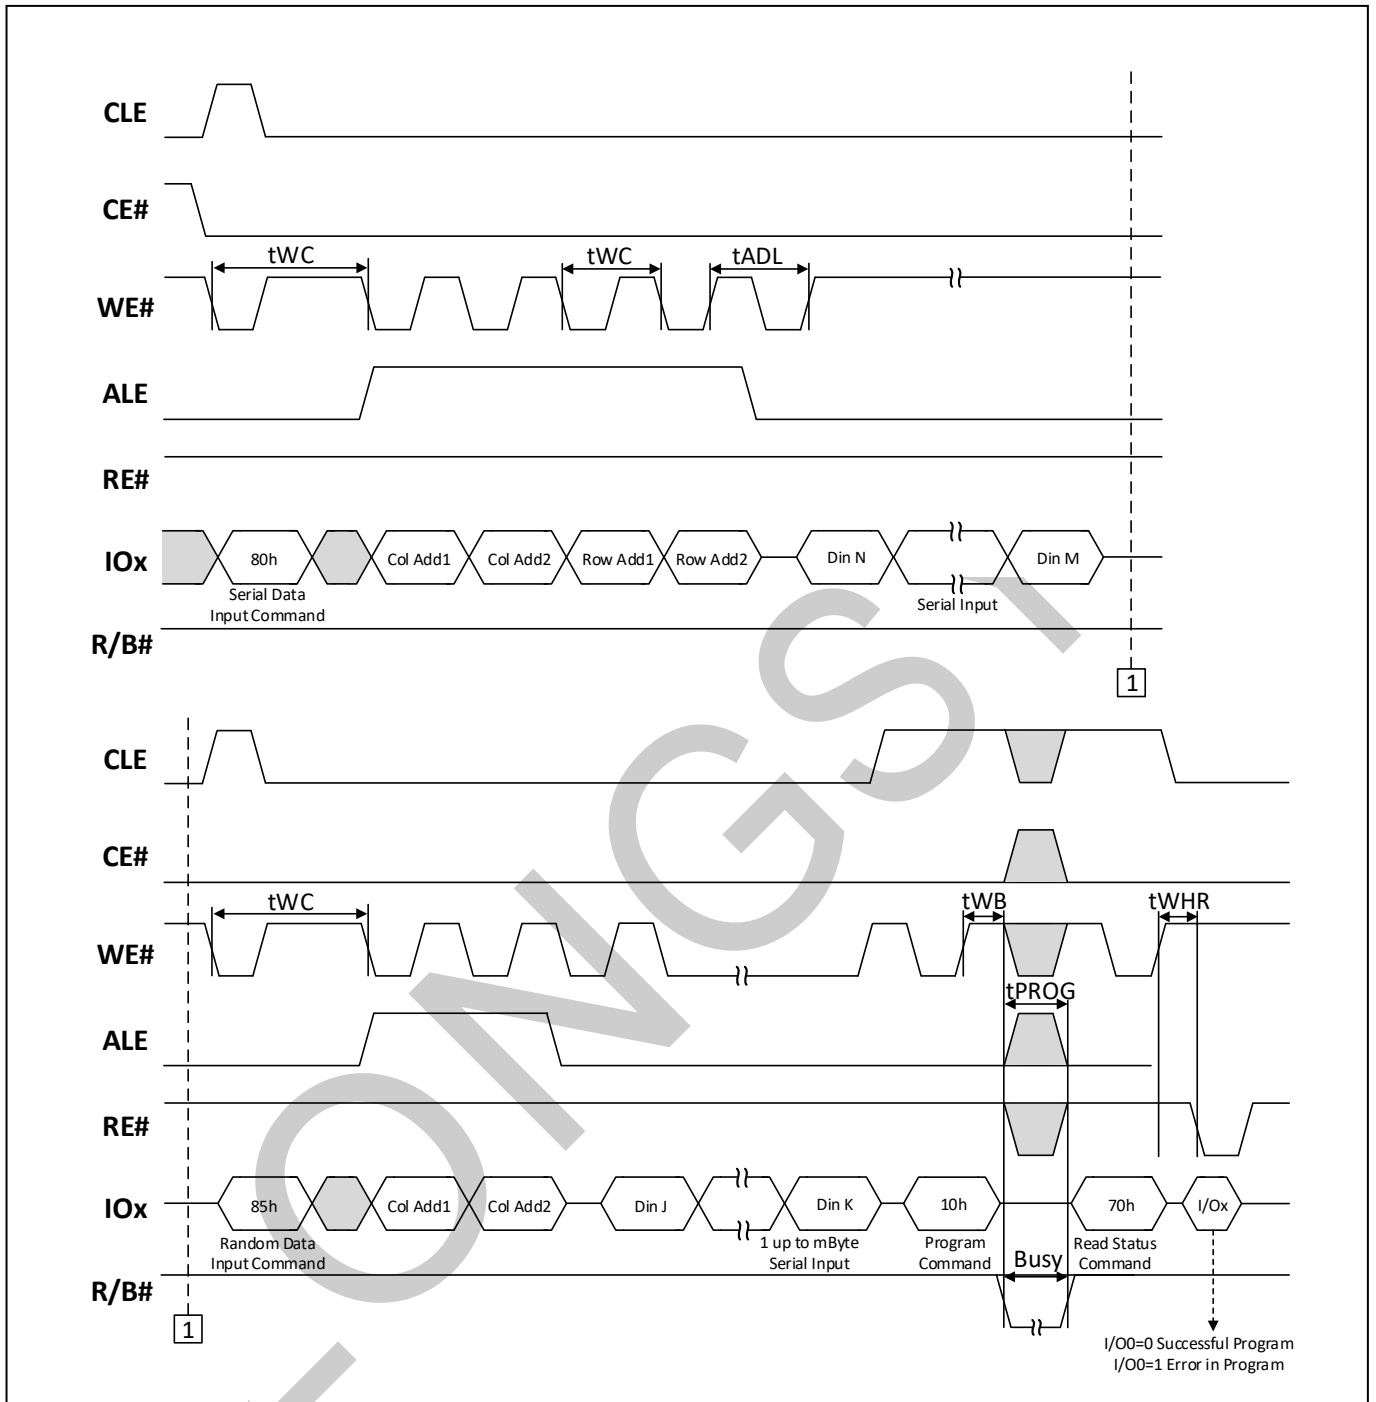 CLE
CE#
tWC tWC tADL
WE#
ALE
RE#
IOx 80h Col Add1 Col Add2 Row Add1 Row Add2 Din N Din M
Serial Data
Input Command
Serial Input
R/B#
1
CLE
CE#
tWC tWB tWHR
WE#
tPROG
ALE
RE#
IOx 85h Col Add1 Col Add2 Din J Din K 10h 70h I/Ox
Random Data
Input Command
1 up to mByte
Serial Input
Program
Command
Busy
Read Status
Command
R/B#
1
I/O0=0 Successful Program
I/O0=1 Error in Program